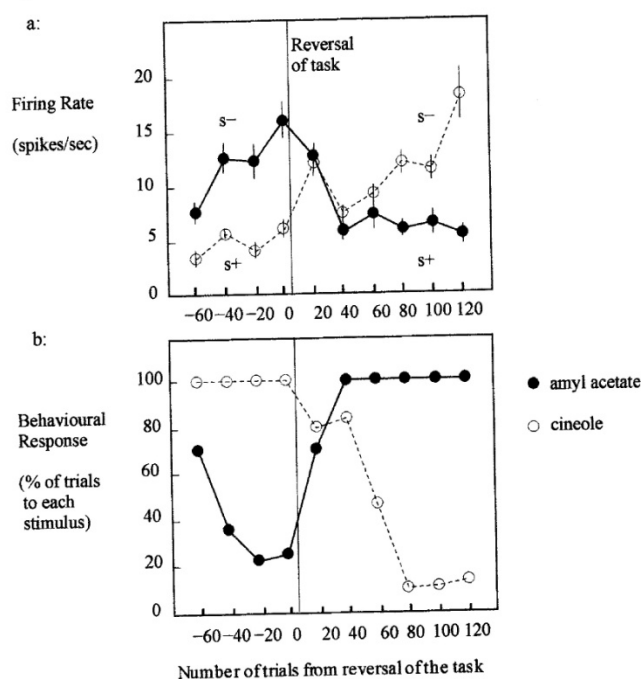 a:
Reversal
of task
Firing Rate
(spikes/sec)
20
15
10
5
0
s−
s−
s+
s+
−60 −40 −20 0 20 40 60 80 100 120
b:
Behavioural
Response
(% of trials
to each
stimulus)
100
80
60
40
20
0
amyl acetate
cineole
−60 −40 −20 0 20 40 60 80 100 120
Number of trials from reversal of the task